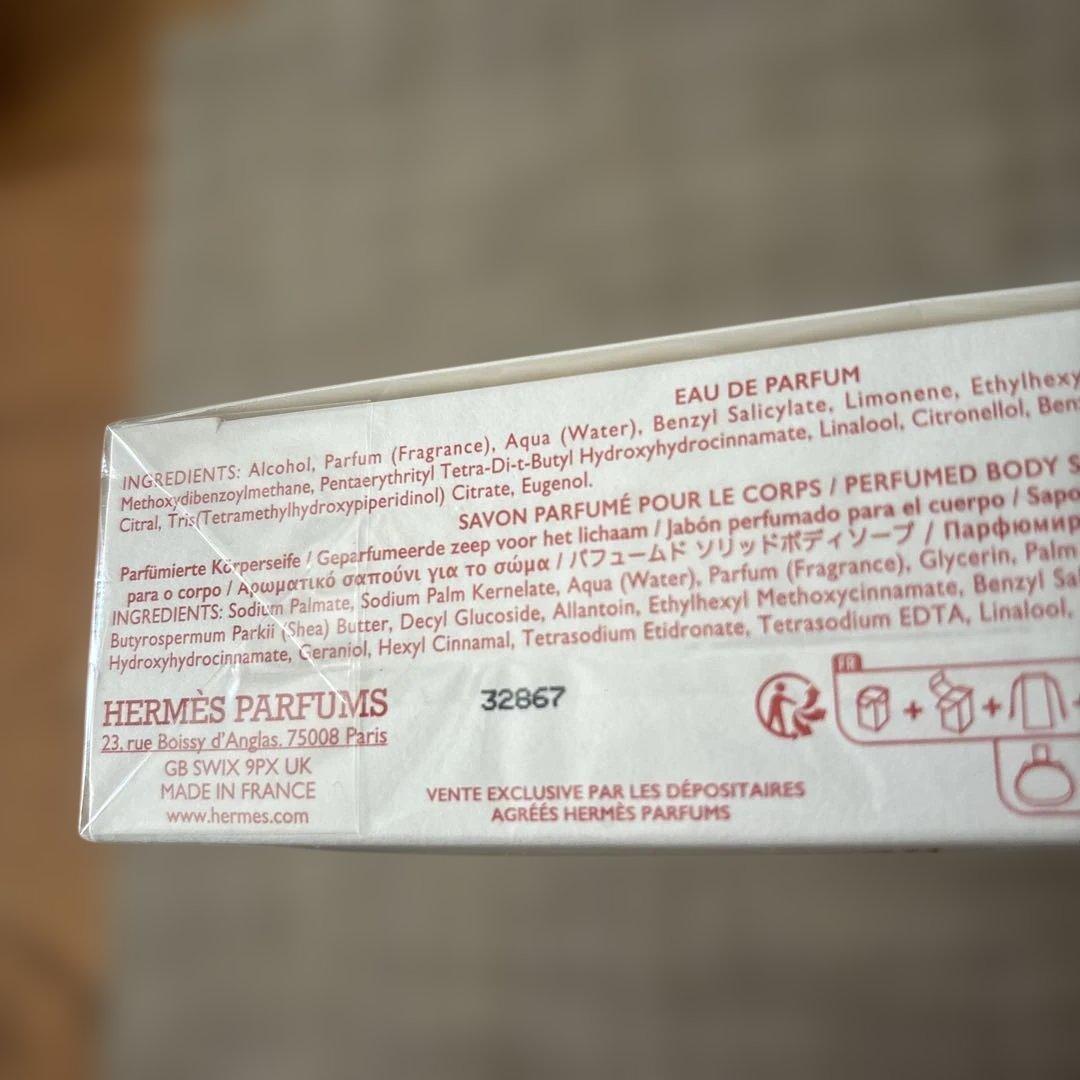 EAU DE PARFUM
INGREDIENTS: Alcohol, Parfum (Fragrance), Aqua (Water), Benzyl Salicylate, Limonene, Ethylhexy
Methoxydibenzoylmethane, Pentaerythrityl Tetra-Di-t-Butyl Hydroxyhydrocinnamate, Linalool, Citronellol, Ben
Citral, Tris(Tetramethylhydroxypiperidinol) Citrate, Eugenol.
SAVON PARFUMÉ POUR LE CORPS / PERFUMED BODY S
Parfümierte Körperseife / Geparfumeerde zeep voor het lichaam / Jabón perfumado para el cuerpo / Sapo
para o corpo / Αρωματικό σαπούνι για το σώμα / パフュームド ソリッドボディソープ / Парфюмир
INGREDIENTS: Sodium Palmate, Sodium Palm Kernelate, Aqua (Water), Parfum (Fragrance), Glycerin, Palm
Butyrospermum Parkii (Shea) Butter, Decyl Glucoside, Allantoin, Ethylhexyl Methoxycinnamate, Benzyl Sal
Hydroxyhydrocinnamate, Geraniol, Hexyl Cinnamal, Tetrasodium Etidronate, Tetrasodium EDTA, Linalool,
HERMÈS PARFUMS
23, rue Boissy d'Anglas. 75008 Paris
GB SWIX 9PX UK
MADE IN FRANCE
www.hermes.com
32867
VENTE EXCLUSIVE PAR LES DÉPOSITAIRES
AGRÉÉS HERMÈS PARFUMS
FR
+ + +